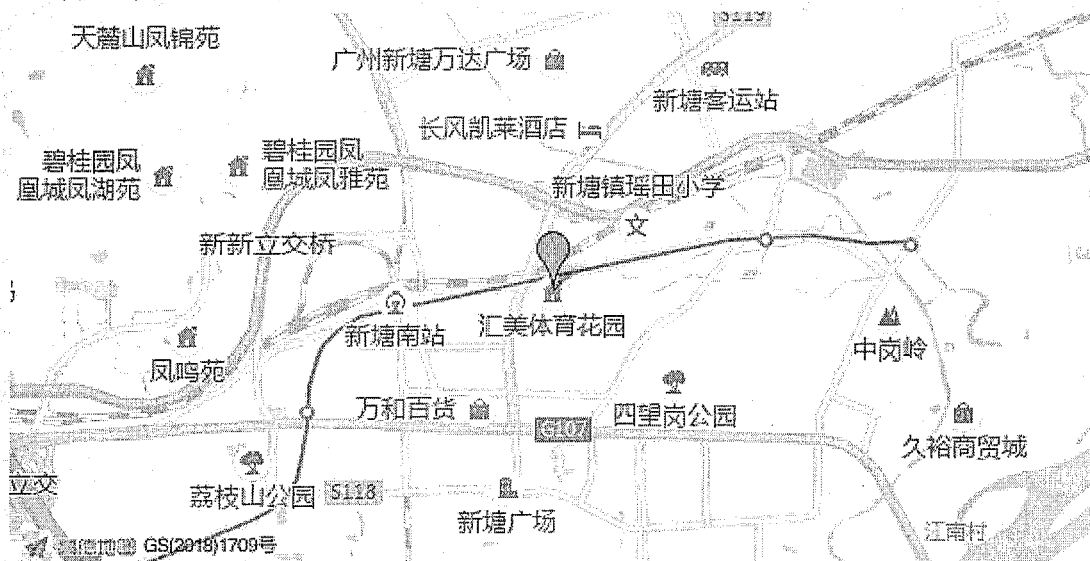 S119
天麓山凤锦苑
广州新塘万达广场
新塘客运站
长风凯莱酒店
碧桂园凤
凰城凤湖苑
碧桂园凤
凰城凤雅苑
新塘镇瑶田小学
文
新新立交桥
新塘南站
汇美体育花园
中岗岭
凤鸣苑
万和百货
四望岗公园
G107
久裕商贸城
立交
荔枝山公园
S118
新塘广场
江南村
高德地图 GS(2018)1709号